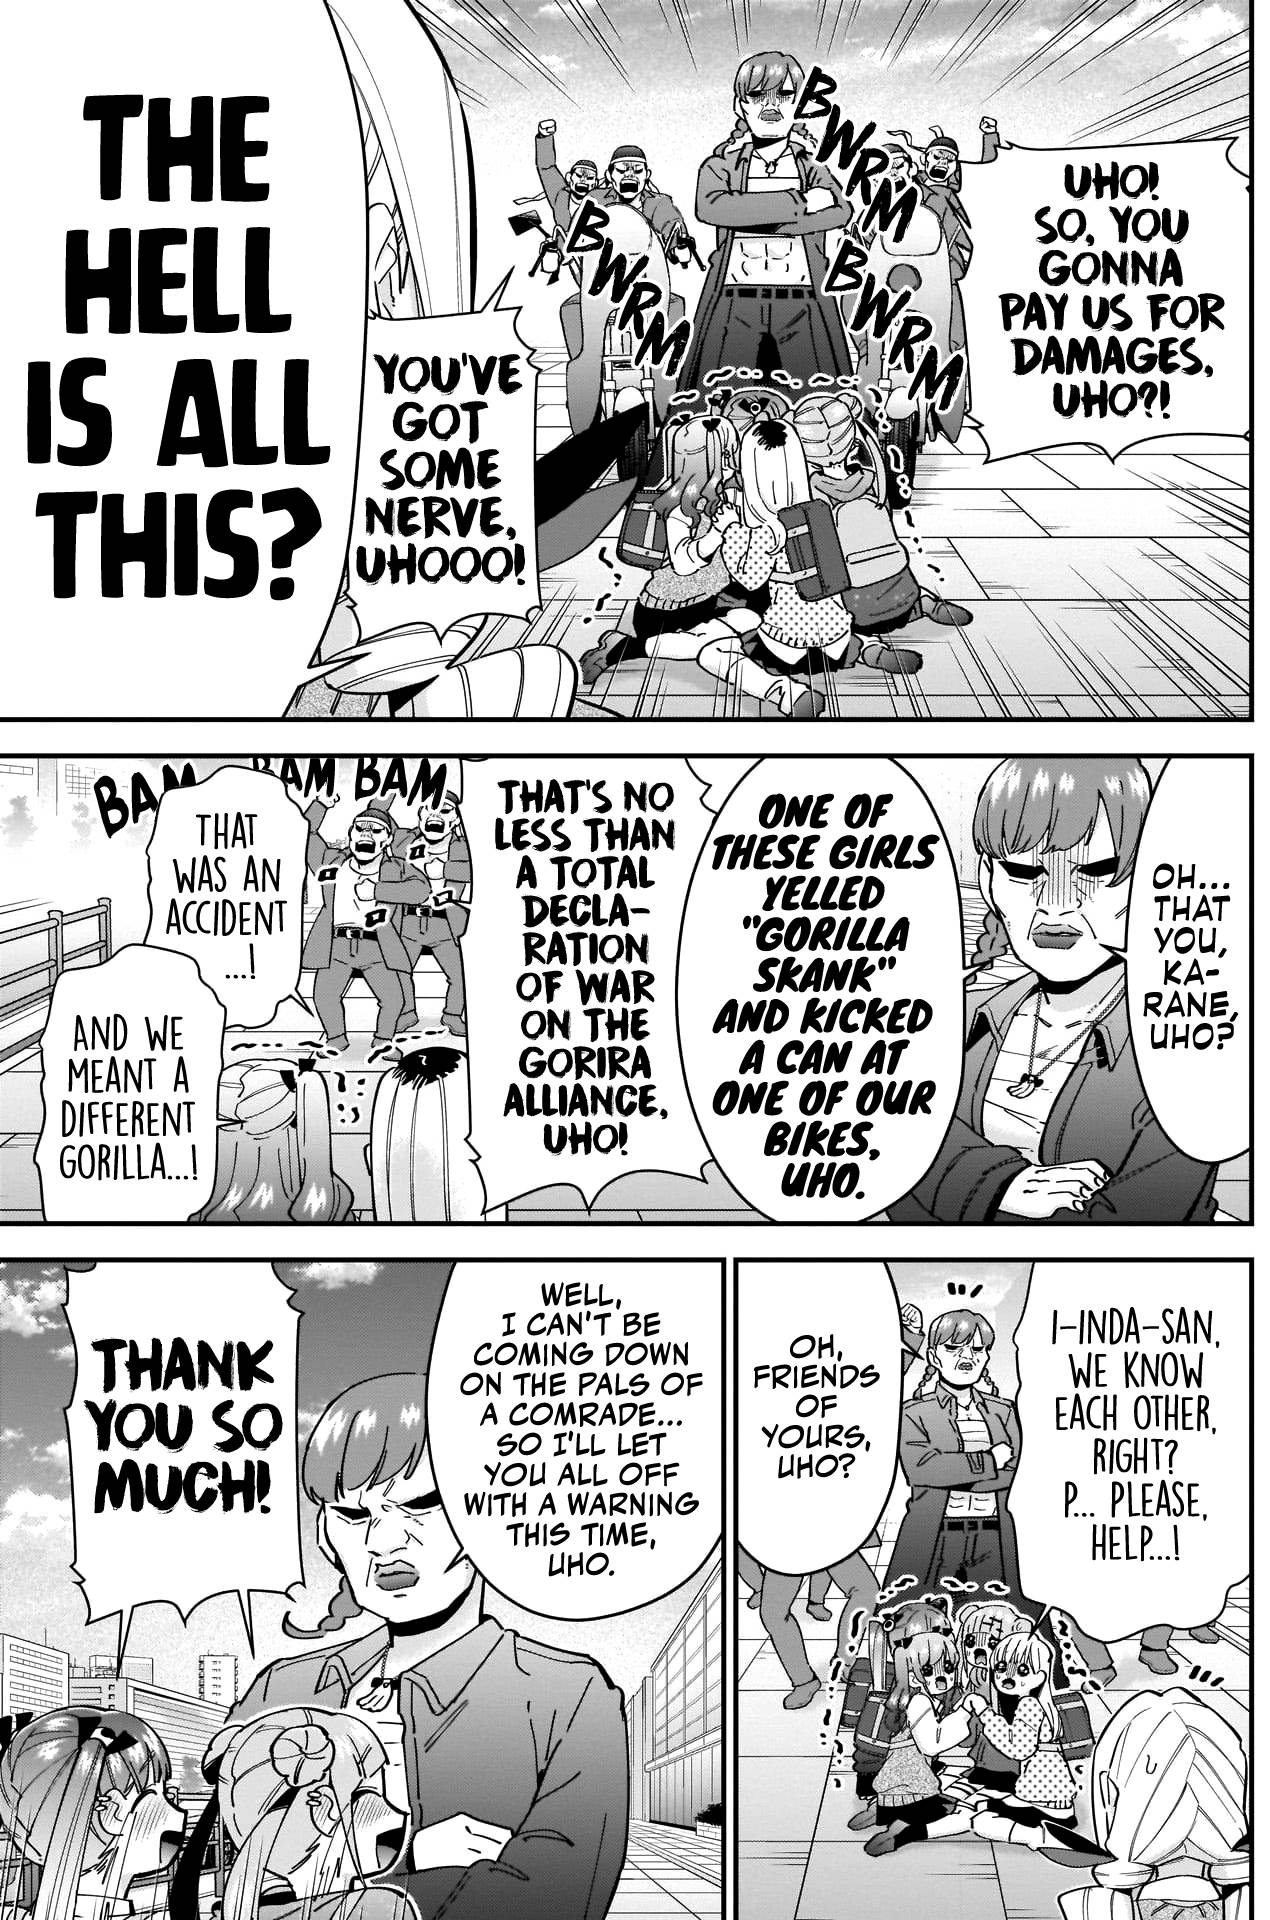 UHO!
SO, YOU
GONNA
PAY US FOR
DAMAGES,
UHO?!
BWRM
BWRM
BWRM
YOU'VE
GOT
SOME
NERVE,
UHOOO!
THE
HELL
IS ALL
THIS?
OH...
THAT
YOU,
KA-
RANE,
UHO?
ONE OF
THESE GIRLS
YELLED
"GORILLA
SKANK"
AND KICKED
A CAN AT
ONE OF OUR
BIKES,
UHO.
THAT'S NO
LESS THAN
A TOTAL
DECLA-
RATION
OF WAR
ON THE
GORIRA
ALLIANCE,
UHO!
BAM BAM BAM
THAT
WAS AN
ACCIDENT
...!
AND WE
MEANT A
DIFFERENT
GORILLA...!
I-INDA-SAN,
WE KNOW
EACH OTHER,
RIGHT?
P... PLEASE,
HELP...!
OH,
FRIENDS
OF
YOURS,
UHO?
WELL,
I CAN'T BE
COMING DOWN
ON THE PALS OF
A COMRADE...
SO I'LL LET
YOU ALL OFF
WITH A WARNING
THIS TIME,
UHO.
THANK
YOU SO
MUCH!